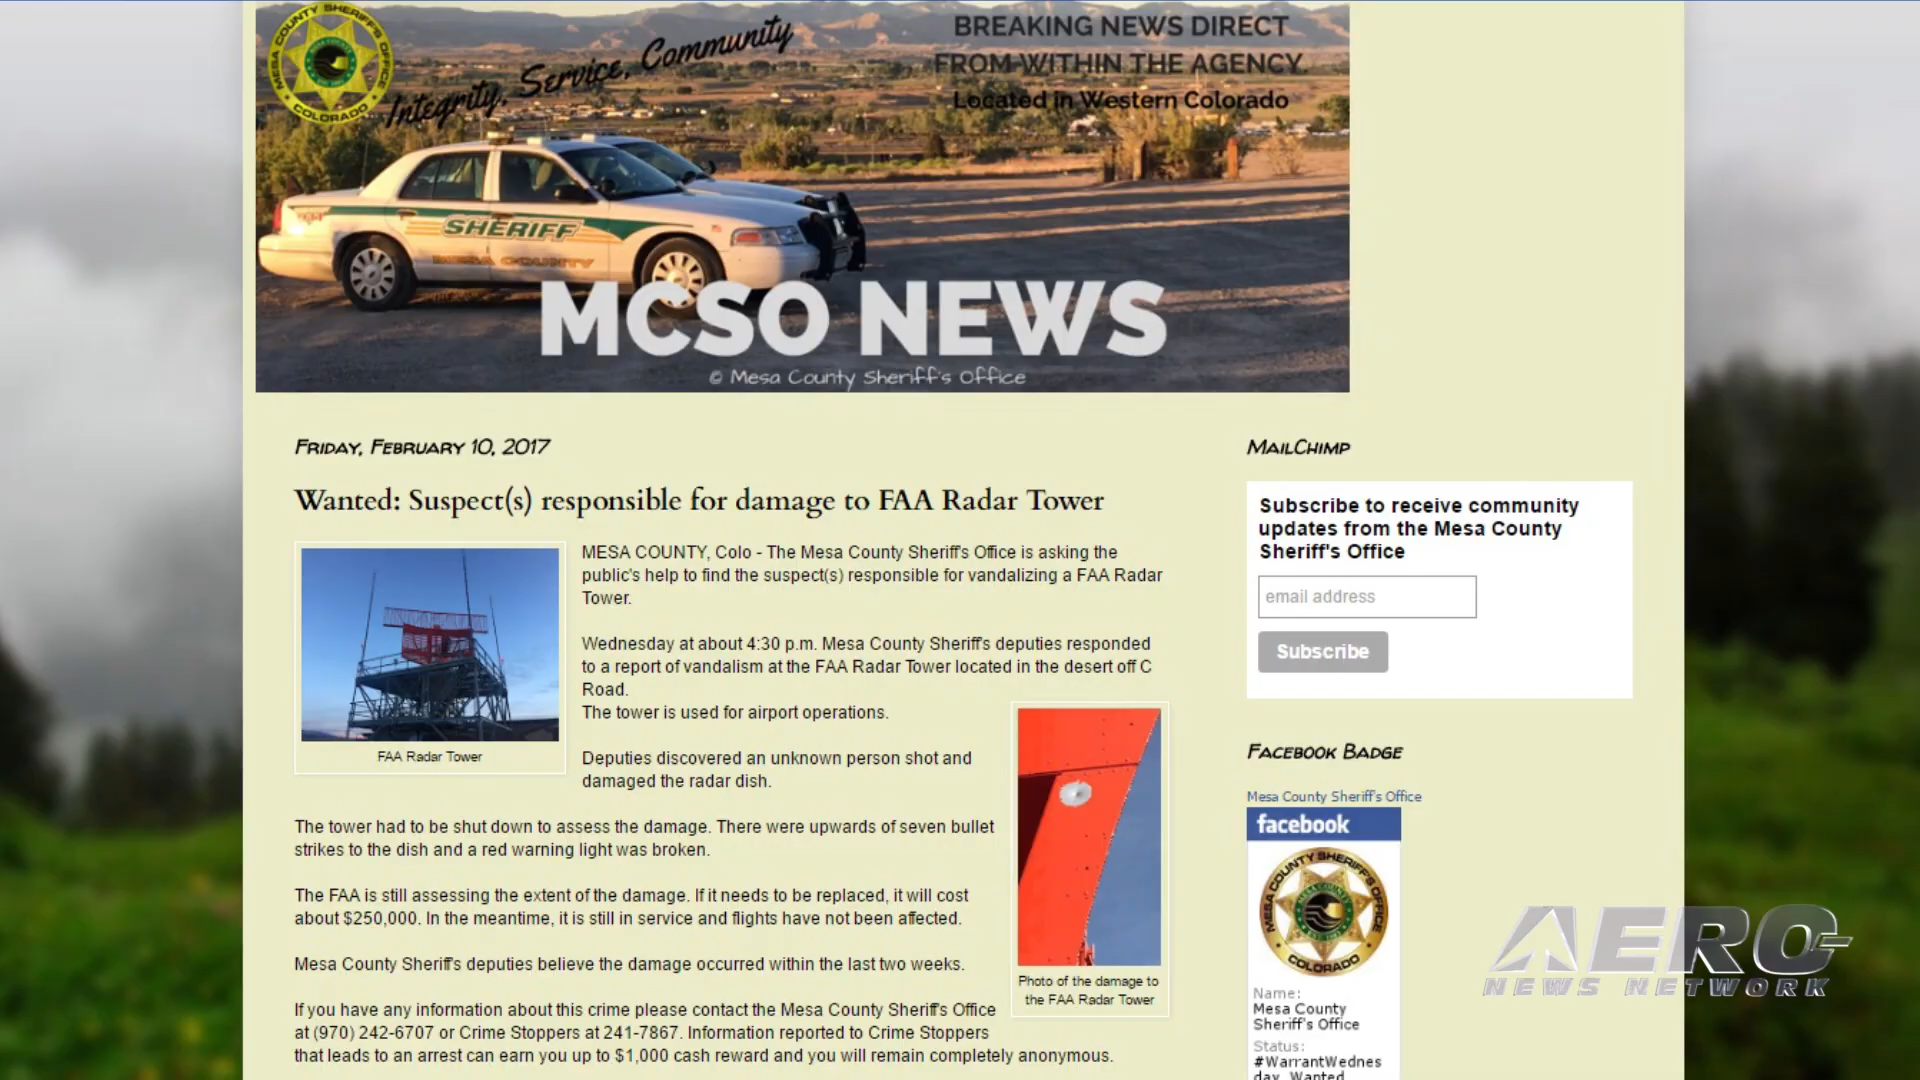 MESA COUNTY SHERIFF'S OFFICE
COLORADO
Integrity, Service, Community
BREAKING NEWS DIRECT
FROM WITHIN THE AGENCY.
Located in Western Colorado
SHERIFF
MESA COUNTY
MCSO NEWS
© Mesa County Sheriff's Office
Friday, February 10, 2017
Wanted: Suspect(s) responsible for damage to FAA Radar Tower
FAA Radar Tower
MESA COUNTY, Colo - The Mesa County Sheriff's Office is asking the
public's help to find the suspect(s) responsible for vandalizing a FAA Radar
Tower.
Wednesday at about 4:30 p.m. Mesa County Sheriff's deputies responded
to a report of vandalism at the FAA Radar Tower located in the desert off C
Road.
The tower is used for airport operations.
Deputies discovered an unknown person shot and
damaged the radar dish.
The tower had to be shut down to assess the damage. There were upwards of seven bullet
strikes to the dish and a red warning light was broken.
The FAA is still assessing the extent of the damage. If it needs to be replaced, it will cost
about $250,000. In the meantime, it is still in service and flights have not been affected.
Mesa County Sheriff's deputies believe the damage occurred within the last two weeks.
Photo of the damage to
the FAA Radar Tower
If you have any information about this crime please contact the Mesa County Sheriff's Office
at (970) 242-6707 or Crime Stoppers at 241-7867. Information reported to Crime Stoppers
that leads to an arrest can earn you up to $1,000 cash reward and you will remain completely anonymous.
MailChimp
Subscribe to receive community
updates from the Mesa County
Sheriff's Office
email address
Subscribe
Facebook Badge
Mesa County Sheriff's Office
facebook
MESA COUNTY SHERIFF'S OFFICE
COLORADO
Name:
Mesa County
Sheriff's Office
Status:
#WarrantWednes
day Wanted
AERO
NEWS NETWORK